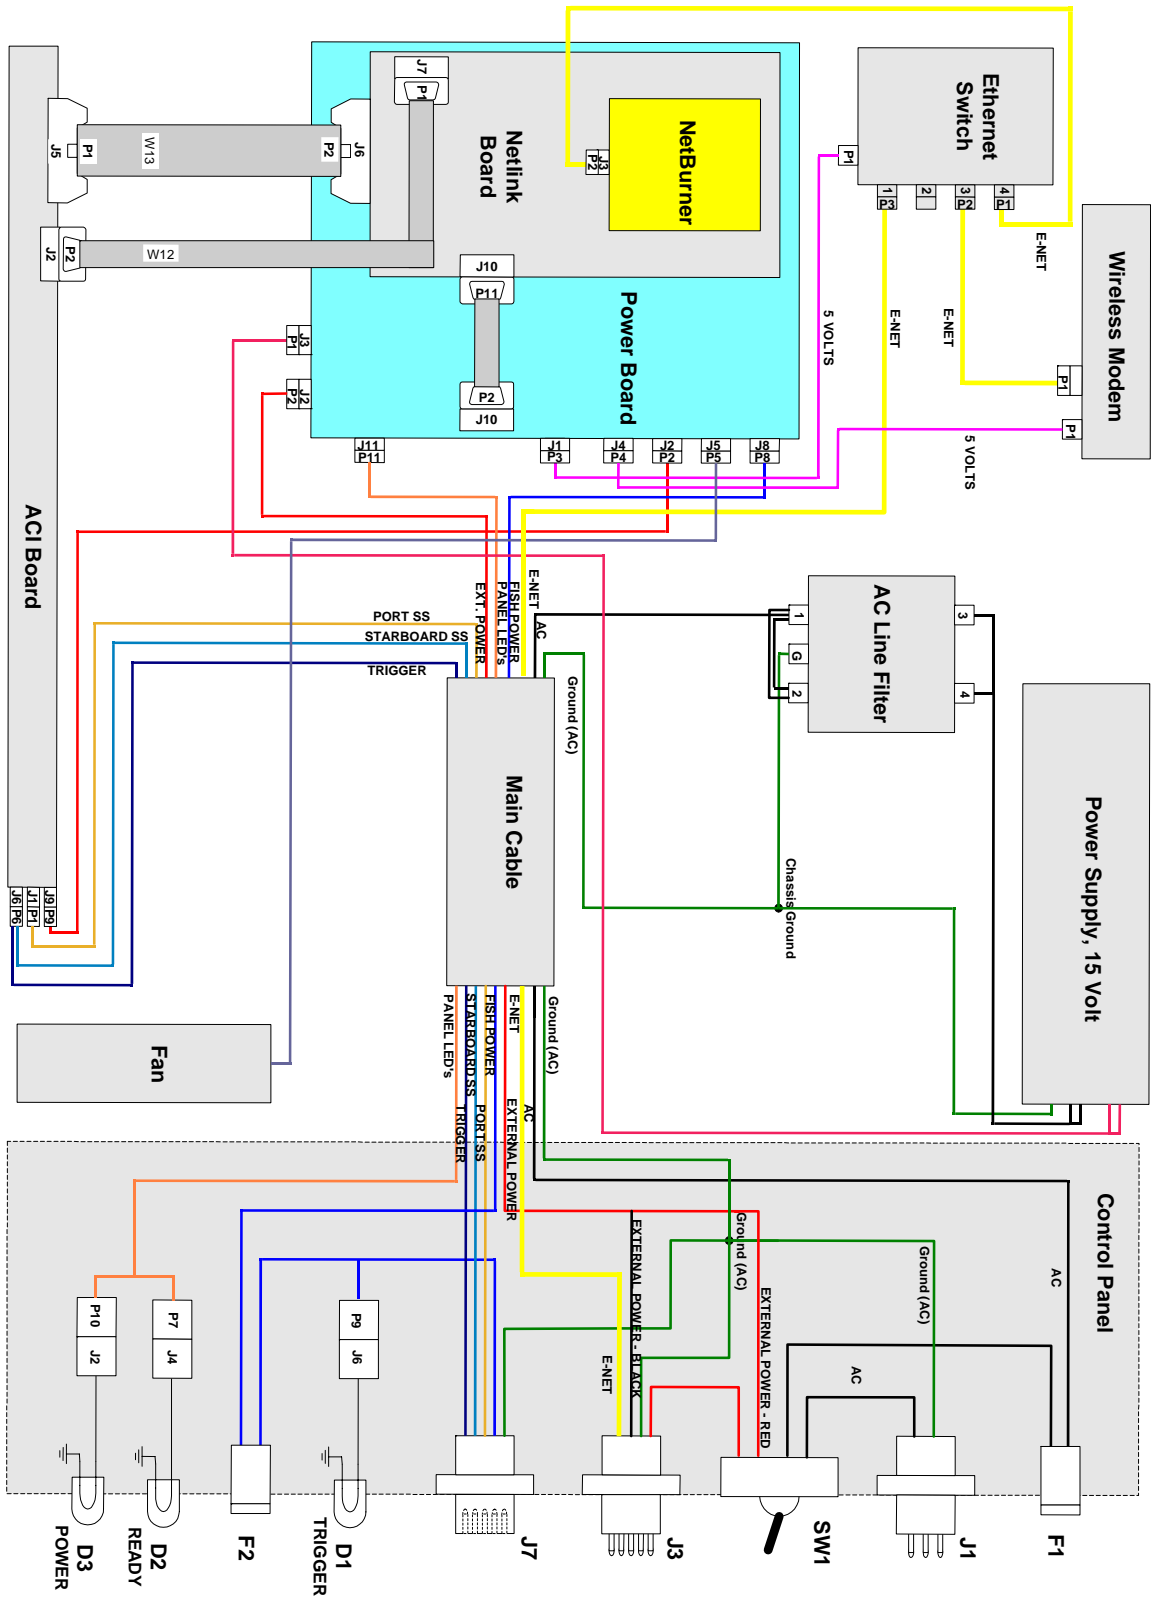 Ethernet
Switch
P1
1
P3
2
3
P2
4
P1
E-NET
E-NET
E-NET
5 VOLTS
5 VOLTS
Wireless Modem
P1
P1
NetBurner
J3
P2
Netlink
Board
J7
P1
J6
P2
W13
P1
J5
J2
P2
W12
J10
P11
P2
J10
Power Board
J3
P1
J2
P2
J11
P11
J1
P3
J4
P4
J2
P2
J5
P5
J8
P8
ACI Board
J6
P6
J1
P1
J9
P9
PORT SS
STARBOARD SS
TRIGGER
EXT. POWER
PANEL LED's
FISH POWER
E-NET
AC
Ground (AC)
AC Line Filter
1
G
2
3
4
Chassis Ground
Power Supply, 15 Volt
Main Cable
Fan
PANEL LED's
STARBOARD SS
FISH POWER
E-NET
Ground (AC)
TRIGGER
PORT SS
EXTERNAL POWER
AC
Control Panel
EXTERNAL POWER - BLACK
Ground (AC)
EXTERNAL POWER - RED
Ground (AC)
AC
AC
E-NET
P10
J2
P7
J4
P9
J6
D3
POWER
D2
READY
F2
D1
TRIGGER
J7
J3
SW1
J1
F1